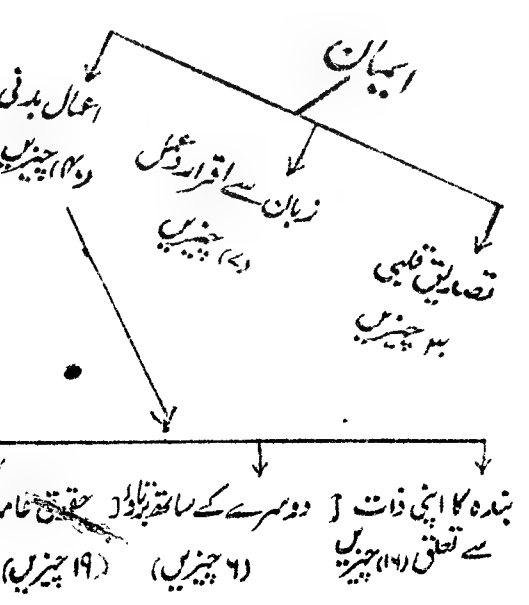 ایمان
تصدیق قلبی
۳۰ چیزیں
زبان سے اقرار و عمل
(۷) چیزیں
اعمال بدنی
(۴۰) چیزیں
بندہ کا اپنی ذات
سے تعلق (۱۶) چیزیں
دوسرے کے ساتھ برتاؤ
(۶ چیزیں)
حقوق عامہ
(۱۹ چیزیں)